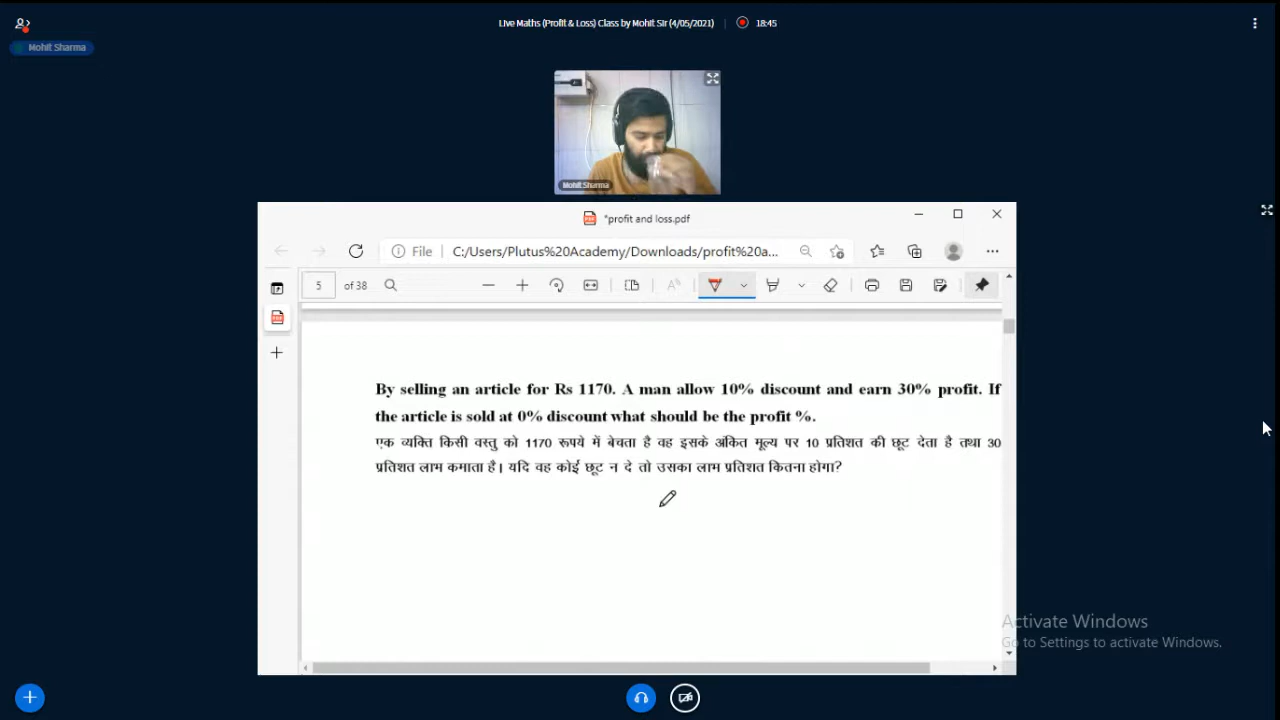 Live Maths (Profit & Loss) Class by Mohit Sir (4/05/2021) | 18:45
Mohit Sharma
Mohit Sharma
*profit and loss.pdf
File C:/Users/Plutus%20Academy/Downloads/profit%20a...
5 of 38
By selling an article for Rs 1170. A man allow 10% discount and earn 30% profit. If
the article is sold at 0% discount what should be the profit %.
एक व्यक्ति किसी वस्तु को 1170 रूपये में बेचता है वह इसके अंकित मूल्य पर 10 प्रतिशत की छूट देता है तथा 30
प्रतिशत लाभ कमाता है। यदि वह कोई छूट न दे तो उसका लाभ प्रतिशत कितना होगा?
Activate Windows
Go to Settings to activate Windows.